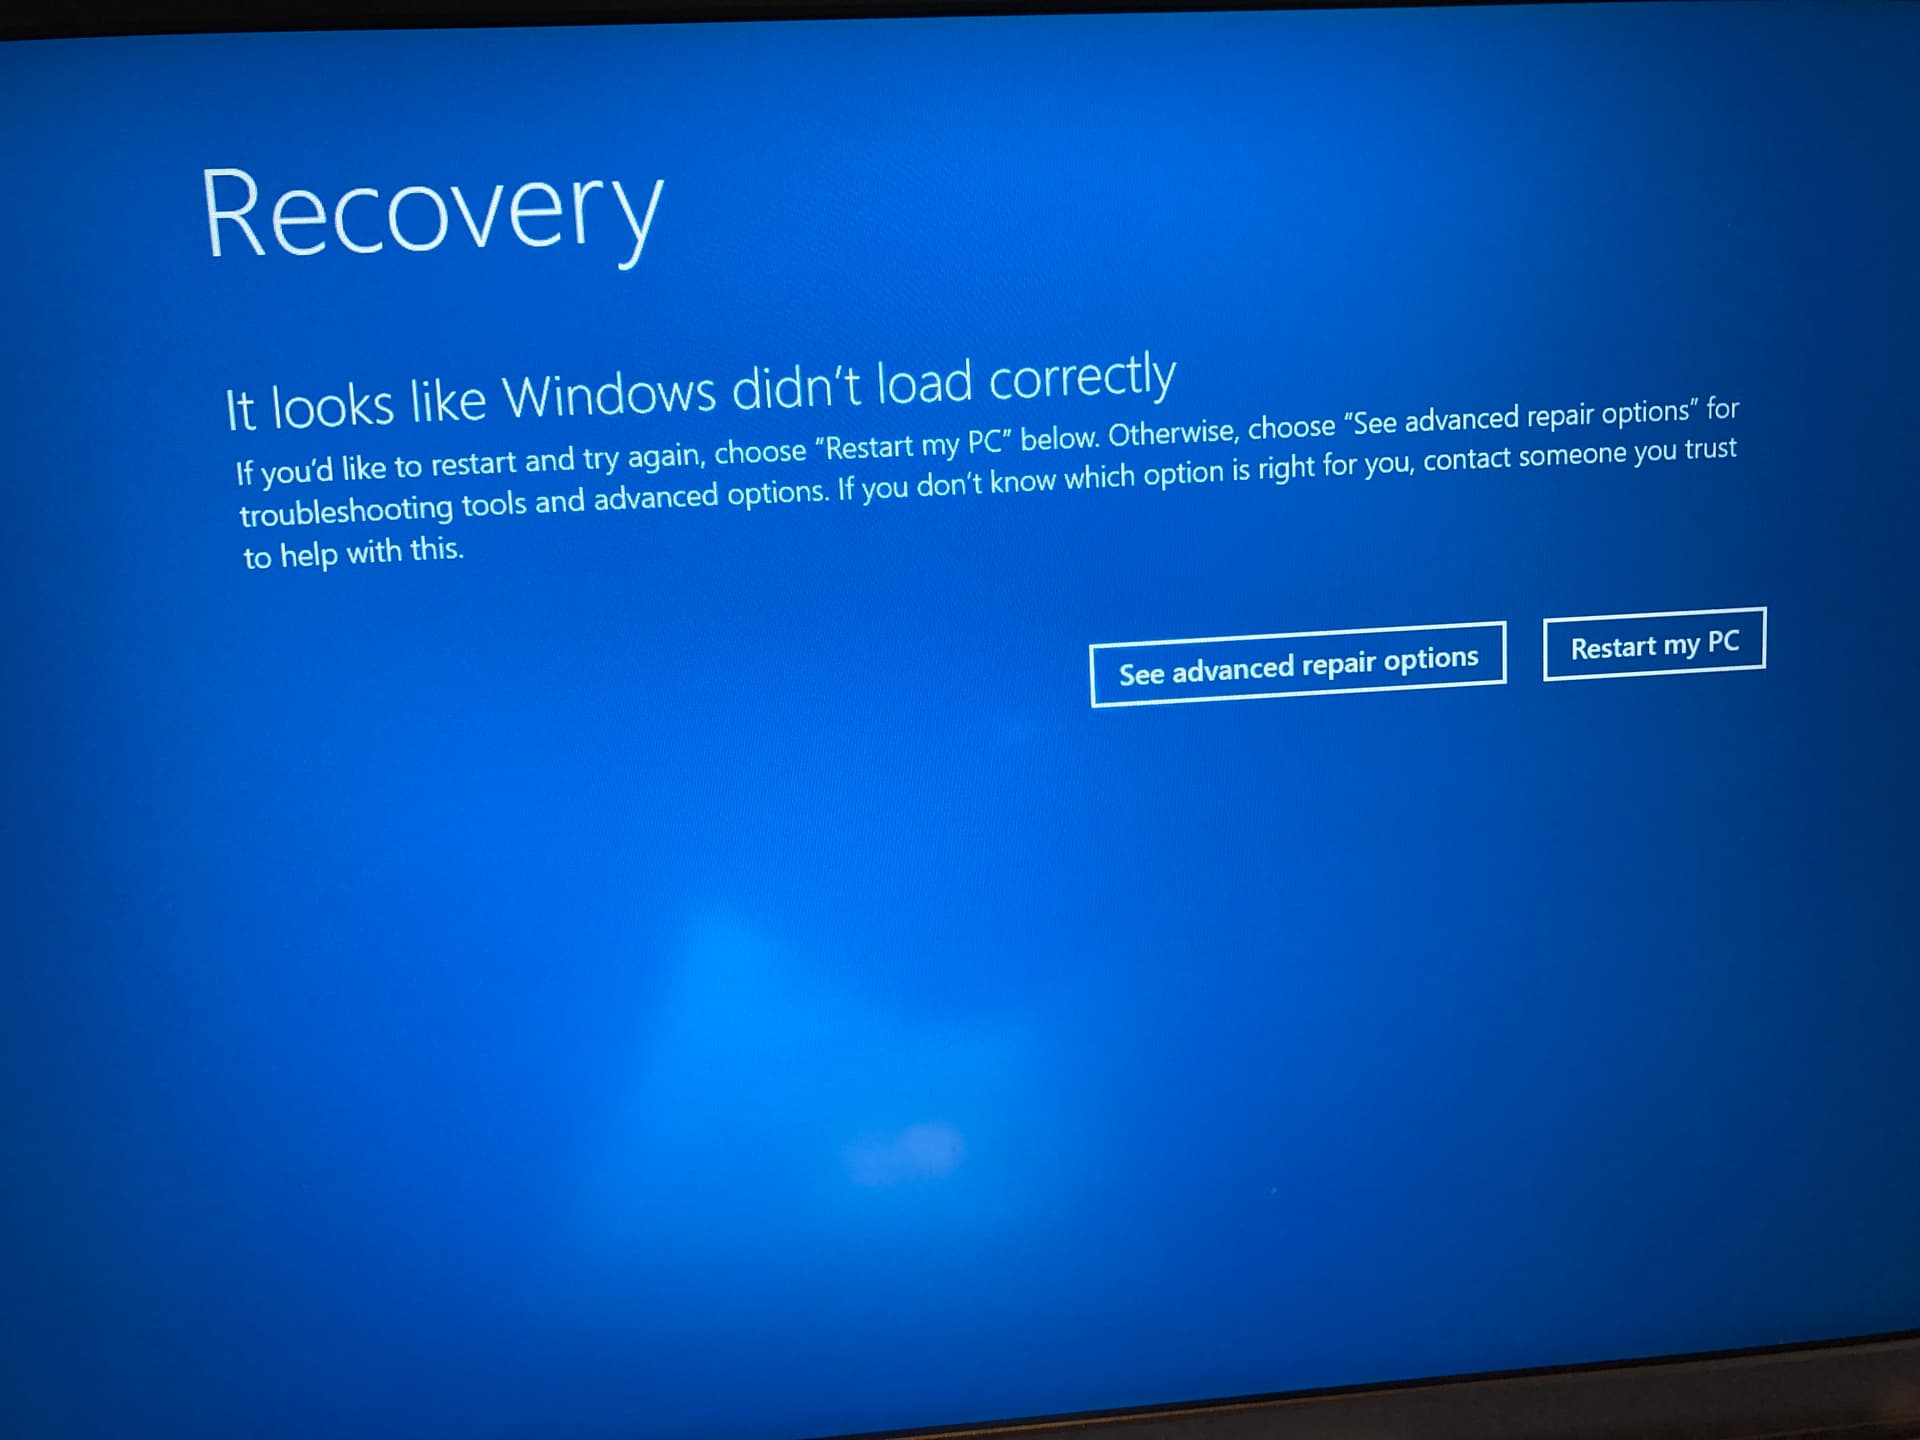 Recovery
It looks like Windows didn't load correctly
If you'd like to restart and try again, choose "Restart my PC" below. Otherwise, choose "See advanced repair options" for
troubleshooting tools and advanced options. If you don't know which option is right for you, contact someone you trust
to help with this.
See advanced repair options
Restart my PC